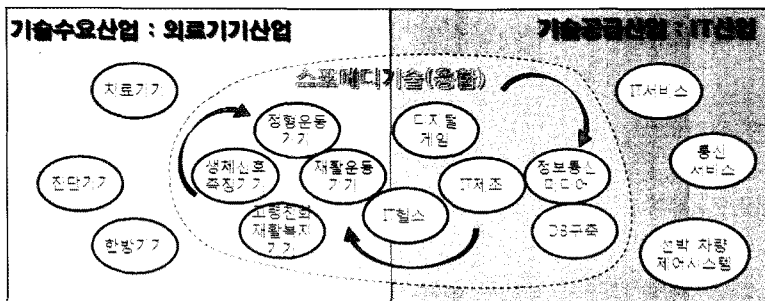 기술수요산업 : 의료기기산업
기술공급산업 : IT산업
스포메디기술(융합)
치료기기
정형운동
기기
디지털
게임
IT서비스
생체신호
측정기기
재활운동
기기
IT제조
정보통신
미디어
통신
서비스
진단기기
고령친화
재활복지
기기
IT헬스
DB구축
한방기기
선박 차량
제어시스템